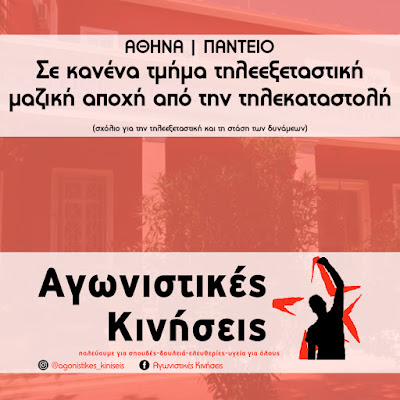 ΑΘΗΝΑ | ΠΑΝΤΕΙΟ
Σε κανένα τμήμα τηλεεξεταστική
μαζική αποχή από την τηλεκαταστολή
(σχόλιο για την τηλεεξεταστική και τη στάση των δυνάμεων)
Αγωνιστικές
Κινήσεις
παλεύουμε για σπουδές-δουλειά-ελευθερίες-υγεία για όλους
@agonistikes_kiniseis Αγωνιστικές Κινήσεις